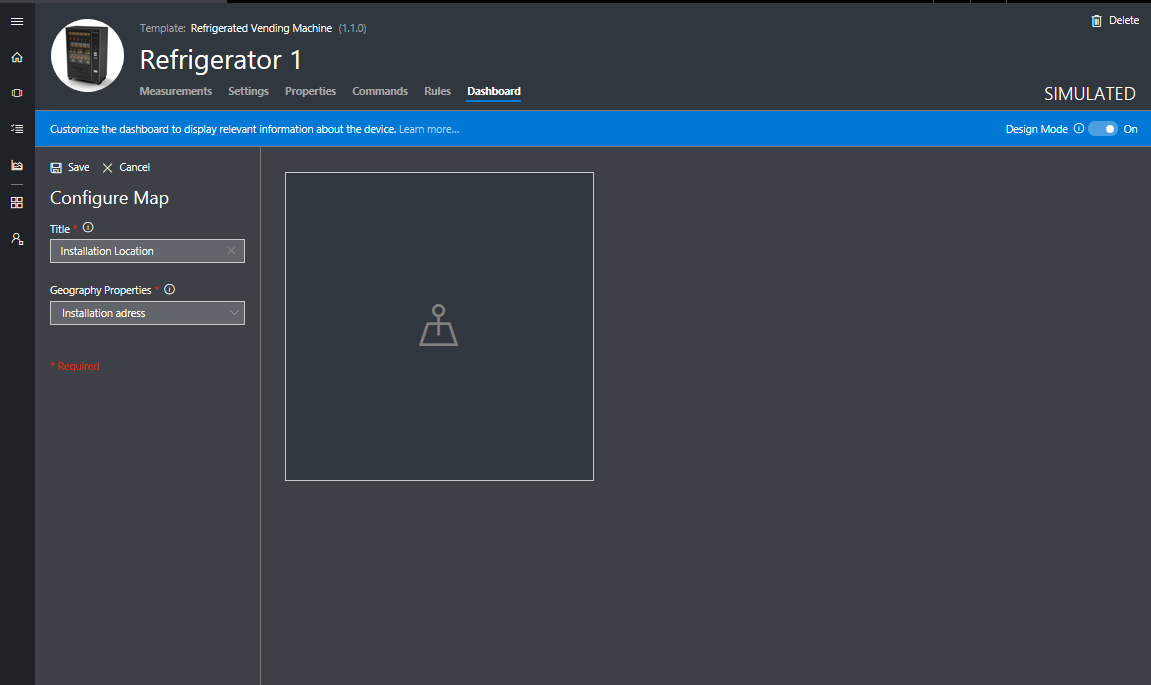 Template: Refrigerated Vending Machine (1.1.0)
Delete
Refrigerator 1
Measurements Settings Properties Commands Rules Dashboard
SIMULATED
Customize the dashboard to display relevant information about the device. Learn more...
Design Mode On
Save Cancel
Configure Map
Title *
Installation Location
Geography Properties *
Installation adress
* Required